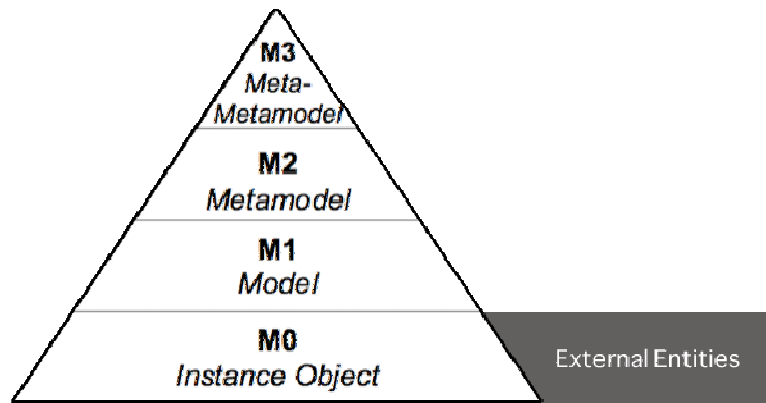 M3
Meta-
Metamodel
M2
Metamodel
M1
Model
M0
Instance Object
External Entities